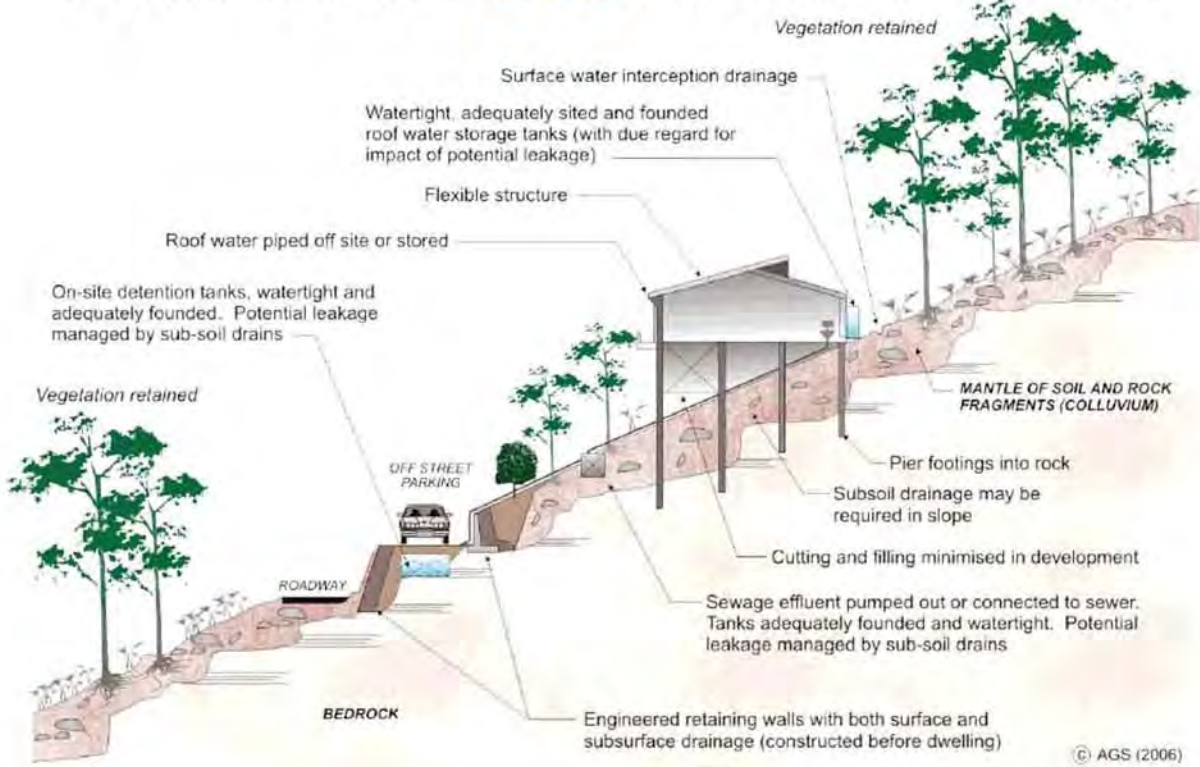 Vegetation retained
Surface water interception drainage
Watertight, adequately sited and founded
roof water storage tanks (with due regard for
impact of potential leakage)
Flexible structure
Roof water piped off site or stored
On-site detention tanks, watertight and
adequately founded. Potential leakage
managed by sub-soil drains
Vegetation retained
MANTLE OF SOIL AND ROCK
FRAGMENTS (COLLUVIUM)
OFF STREET
PARKING
Pier footings into rock
Subsoil drainage may be
required in slope
Cutting and filling minimised in development
ROADWAY
Sewage effluent pumped out or connected to sewer.
Tanks adequately founded and watertight. Potential
leakage managed by sub-soil drains
BEDROCK
Engineered retaining walls with both surface and
subsurface drainage (constructed before dwelling)
© AGS (2006)